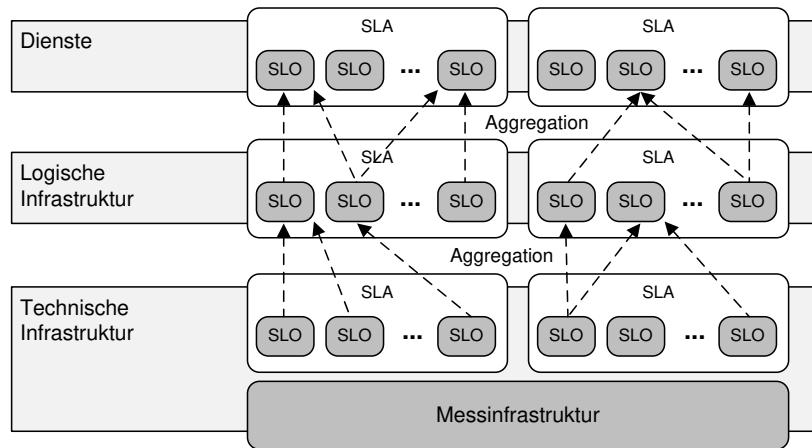 Dienste
SLA
SLO SLO ... SLO
SLA
SLO SLO ... SLO
Aggregation
Logische
Infrastruktur
SLA
SLO SLO ... SLO
SLA
SLO SLO ... SLO
Aggregation
Technische
Infrastruktur
SLA
SLO SLO ... SLO
SLA
SLO SLO ... SLO
Messinfrastruktur